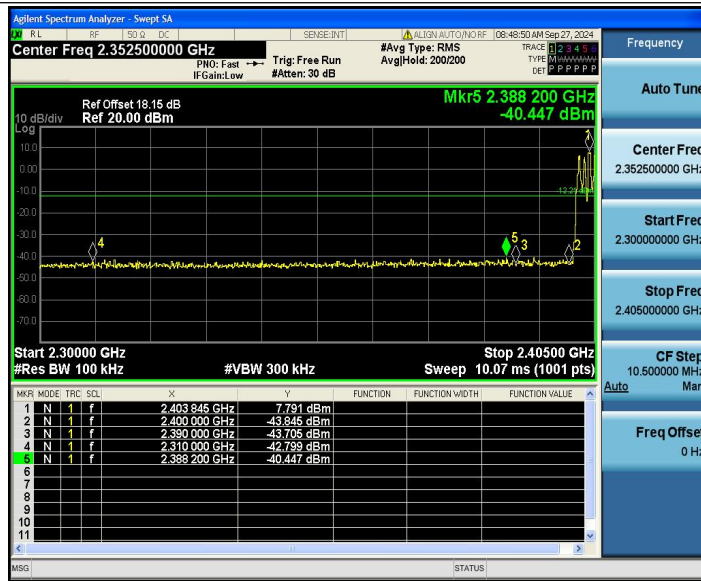 Agilent Spectrum Analyzer - Swept SA
LXI RL RF 50 Ω DC SENSE:INT ALIGN AUTO/NO RF 08:48:50 AM Sep 27, 2024
Center Freq 2.352500000 GHz
PNO: Fast
IFGain:Low
Trig: Free Run
#Atten: 30 dB
#Avg Type: RMS
Avg|Hold: 200/200
TRACE 1 2 3 4 5 6
TYPE M
DET P P P P P P
Ref Offset 18.15 dB
10 dB/div Ref 20.00 dBm
Log
Mkr5 2.388 200 GHz
-40.447 dBm
10.0
0.00
-10.0
-20.0
-30.0
-40.0
-50.0
-60.0
-70.0
1
4
5
3
2
Start 2.30000 GHz Stop 2.40500 GHz
#Res BW 100 kHz #VBW 300 kHz Sweep 10.07 ms (1001 pts)
MKR MODE TRC SCL X Y FUNCTION FUNCTION WIDTH FUNCTION VALUE
1 N 1 f 2.403 845 GHz 7.791 dBm
2 N 1 f 2.400 000 GHz -43.845 dBm
3 N 1 f 2.390 000 GHz -43.705 dBm
4 N 1 f 2.310 000 GHz -42.799 dBm
5 N 1 f 2.388 200 GHz -40.447 dBm
6
7
8
9
10
11
MSG STATUS
Frequency
Auto Tune
Center Freq
2.352500000 GHz
Start Freq
2.300000000 GHz
Stop Freq
2.405000000 GHz
CF Step
10.500000 MHz
Auto Man
Freq Offset
0 Hz